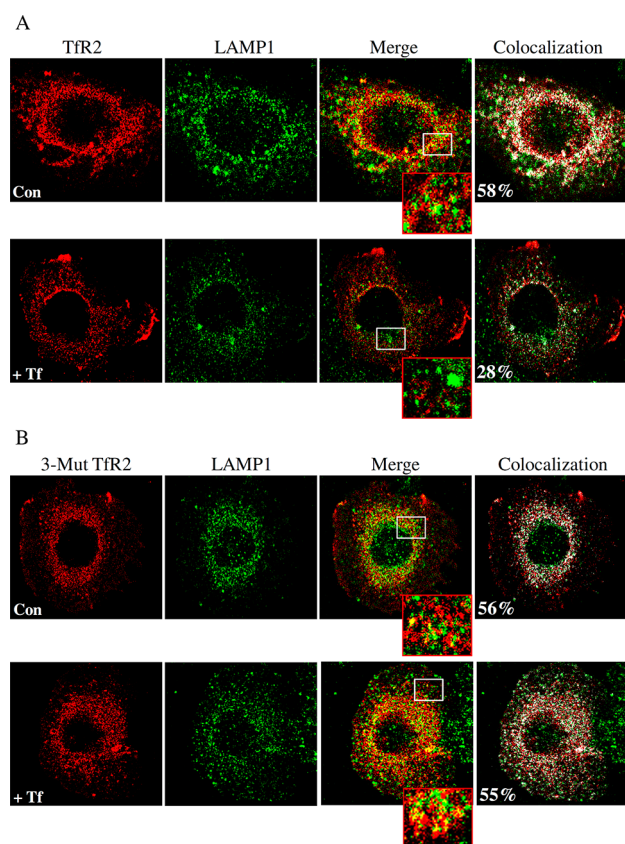 A
TfR2 LAMP1 Merge Colocalization
Con 58%
+ Tf 28%
B
3-Mut TfR2 LAMP1 Merge Colocalization
Con 56%
+ Tf 55%